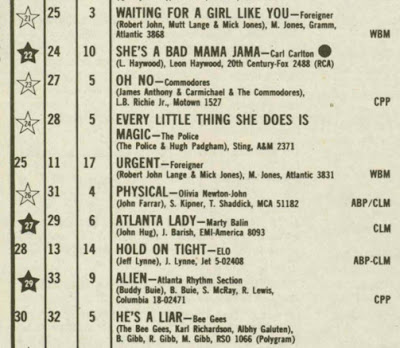 21 25 3 WAITING FOR A GIRL LIKE YOU—Foreigner
(Robert John, Mutt Lange & Mick Jones), M. Jones, Gramm,
Atlantic 3868 WBM
22 24 10 SHE'S A BAD MAMA JAMA—Carl Carlton
(L. Haywood), Leon Haywood, 20th Century-Fox 2488 (RCA)
23 27 5 OH NO—Commodores
(James Anthony & Carmichael & The Commodores),
L.B. Richie Jr., Motown 1527 CPP
24 28 5 EVERY LITTLE THING SHE DOES IS
MAGIC—The Police
(The Police & Hugh Padgham), Sting, A&M 2371
25 11 17 URGENT—Foreigner
(Robert John Lange & Mick Jones), M. Jones, Atlantic 3831 WBM
26 31 4 PHYSICAL—Olivia Newton-John
(John Farrar), S. Kipner, T. Shaddick, MCA 51182 ABP/CLM
27 29 6 ATLANTA LADY—Marty Balin
(John Hug), J. Barish, EMI-America 8093 CLM
28 13 14 HOLD ON TIGHT—ELO
(Jeff Lynne), J. Lynne, Jet 5-02408 ABP-CLM
29 33 9 ALIEN—Atlanta Rhythm Section
(Buddy Buie), B. Buie, S. McRay, R. Lewis,
Columbia 18-02471 CPP
30 32 5 HE'S A LIAR—Bee Gees
(The Bee Gees, Karl Richardson, Albhy Galuten),
B. Gibb, R. Gibb, M. Gibb, RSO 1066 (Polygram)